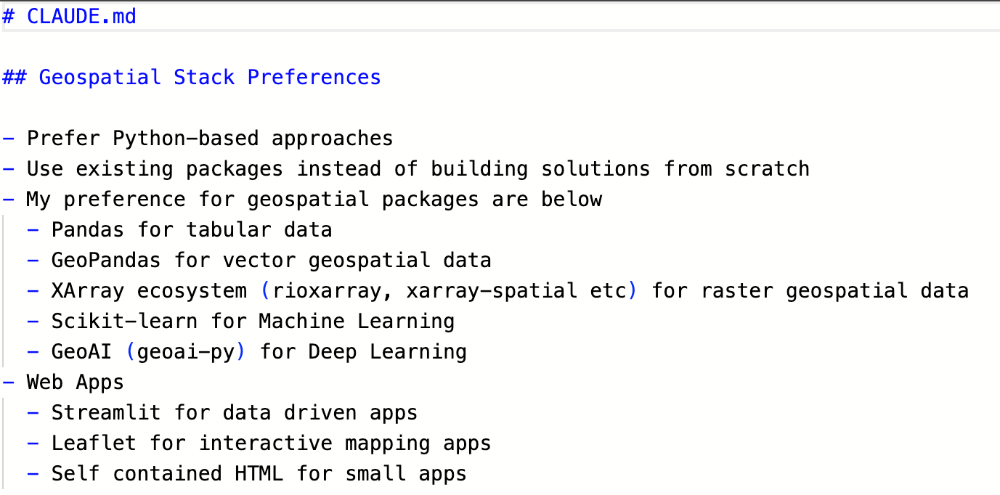 # CLAUDE.md
## Geospatial Stack Preferences
- Prefer Python-based approaches
- Use existing packages instead of building solutions from scratch
- My preference for geospatial packages are below
  - Pandas for tabular data
  - GeoPandas for vector geospatial data
  - XArray ecosystem (rioxarray, xarray-spatial etc) for raster geospatial data
  - Scikit-learn for Machine Learning
  - GeoAI (geoai-py) for Deep Learning
- Web Apps
  - Streamlit for data driven apps
  - Leaflet for interactive mapping apps
  - Self contained HTML for small apps